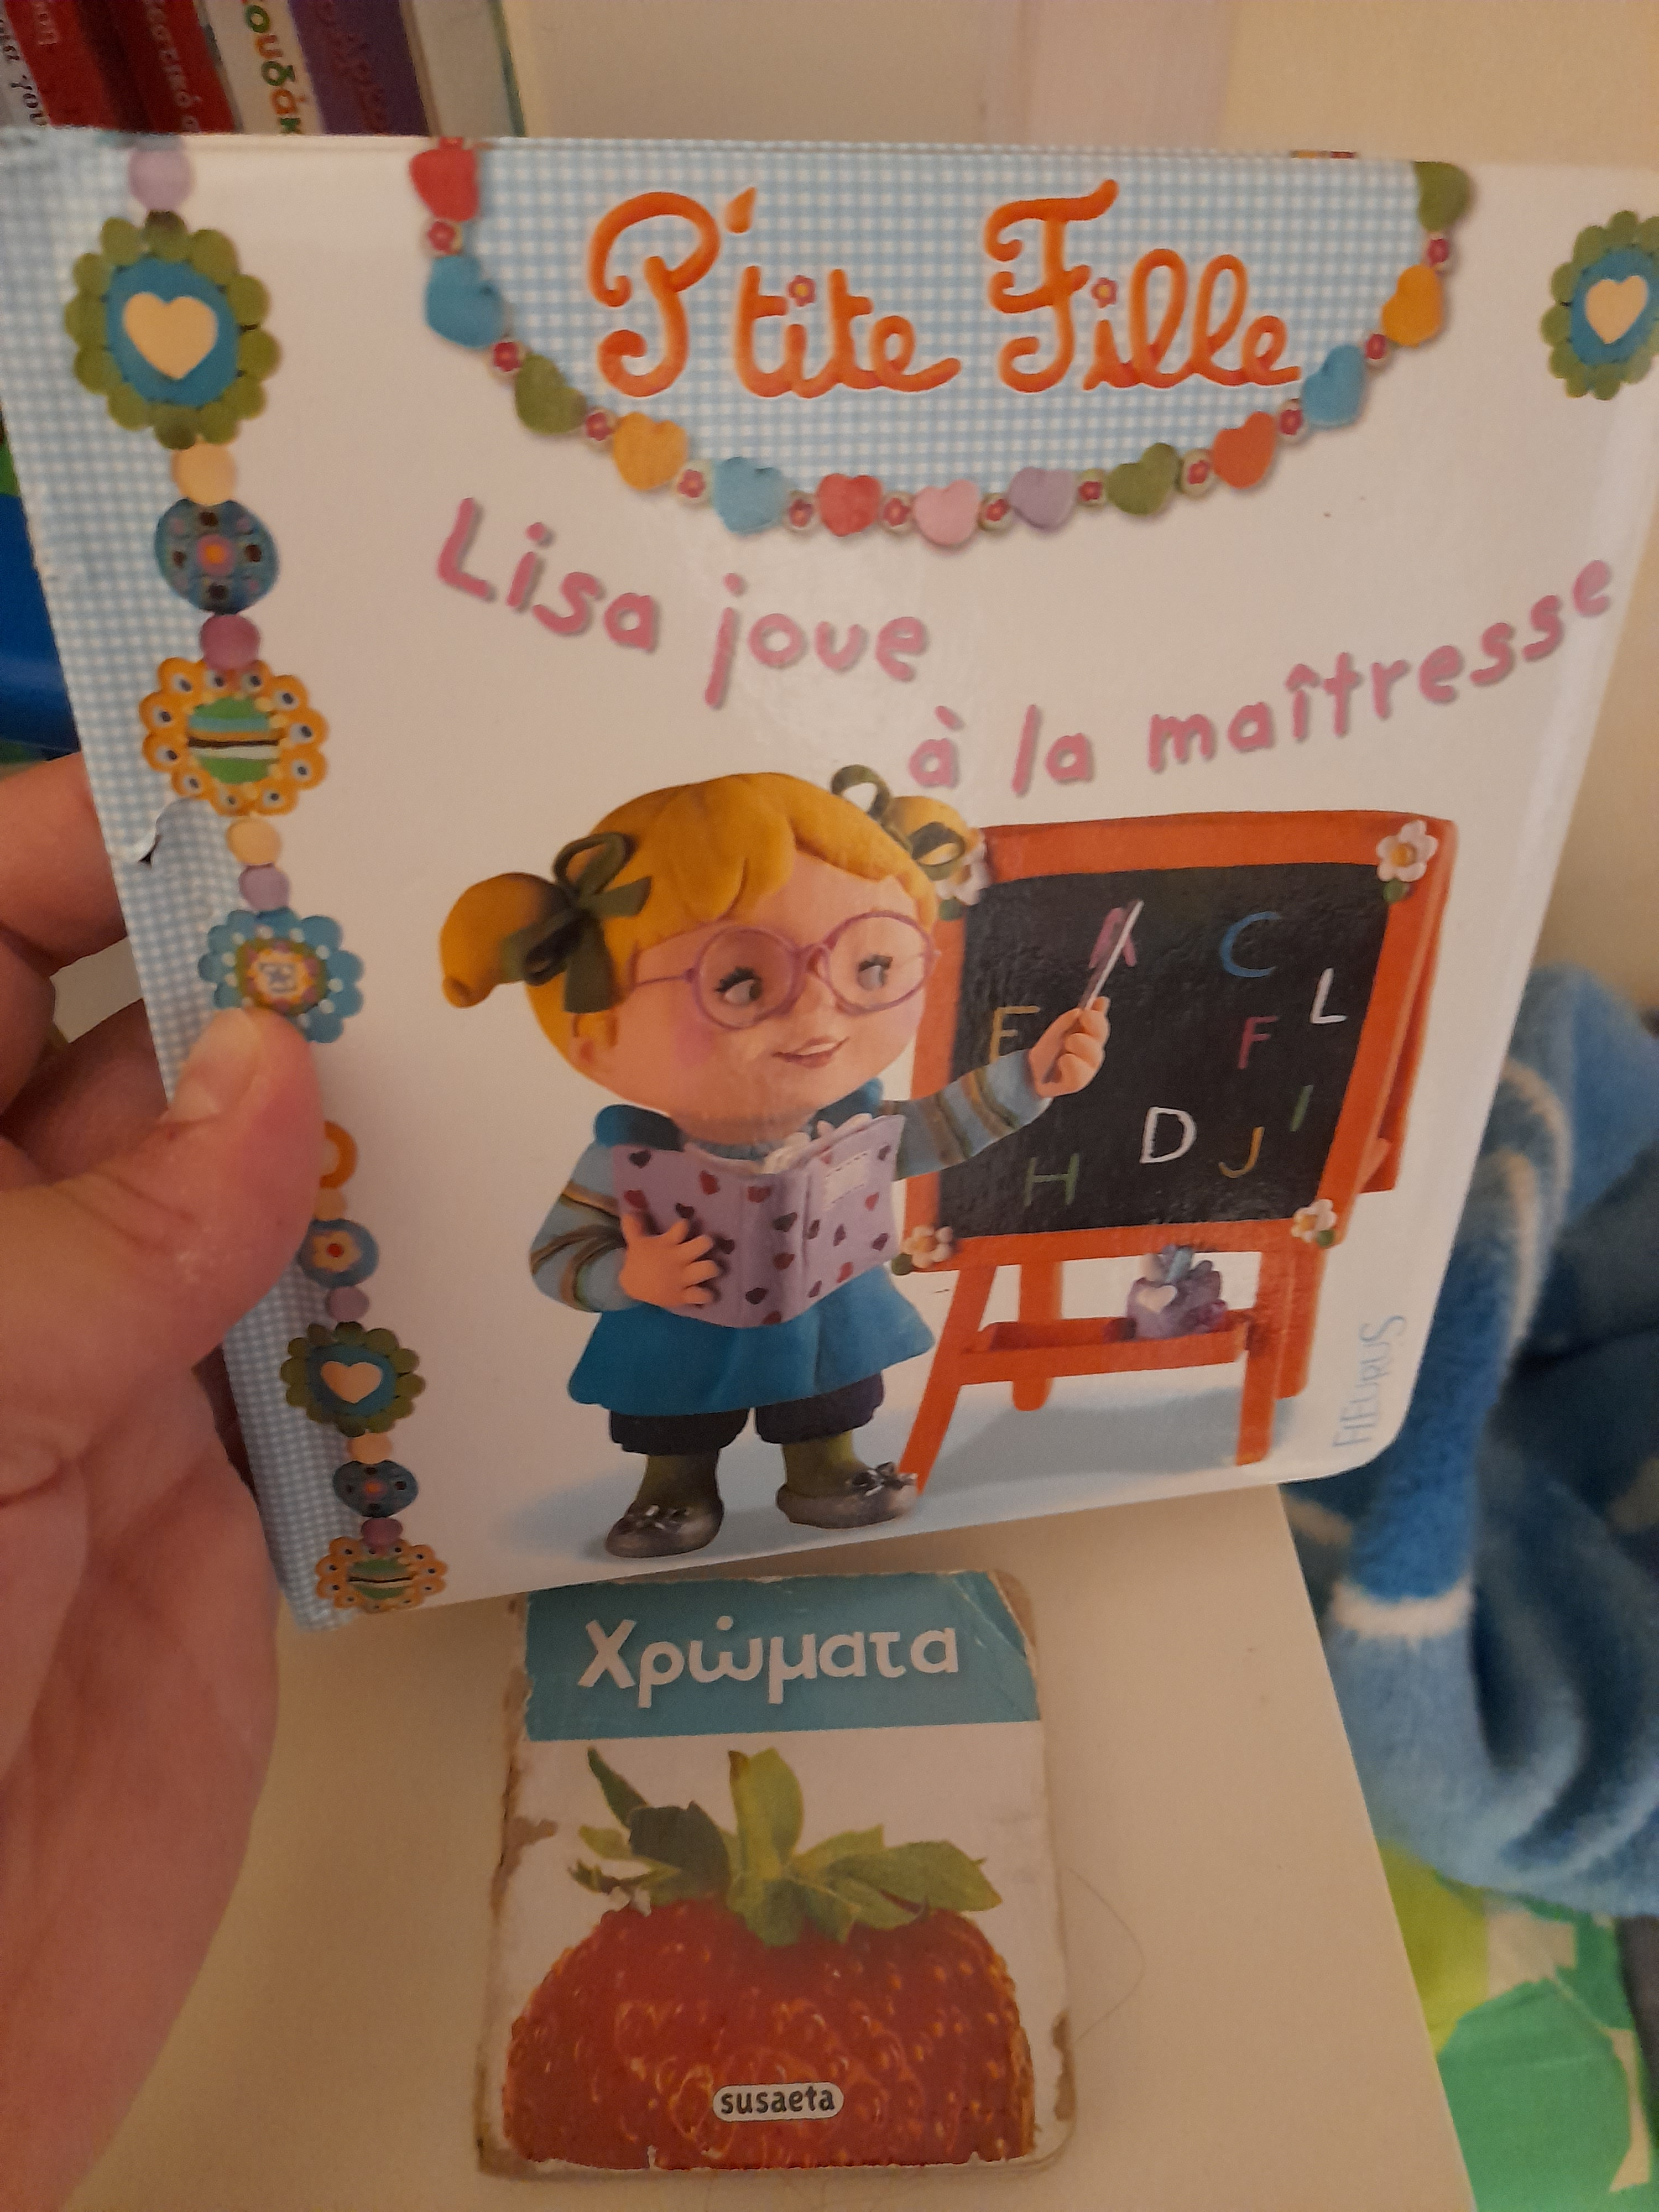 P'tite Fille
Lisa joue
à la maîtresse
A
C
L
E
F
I
D
J
H
FLEURUS
Χρώματα
susaeta